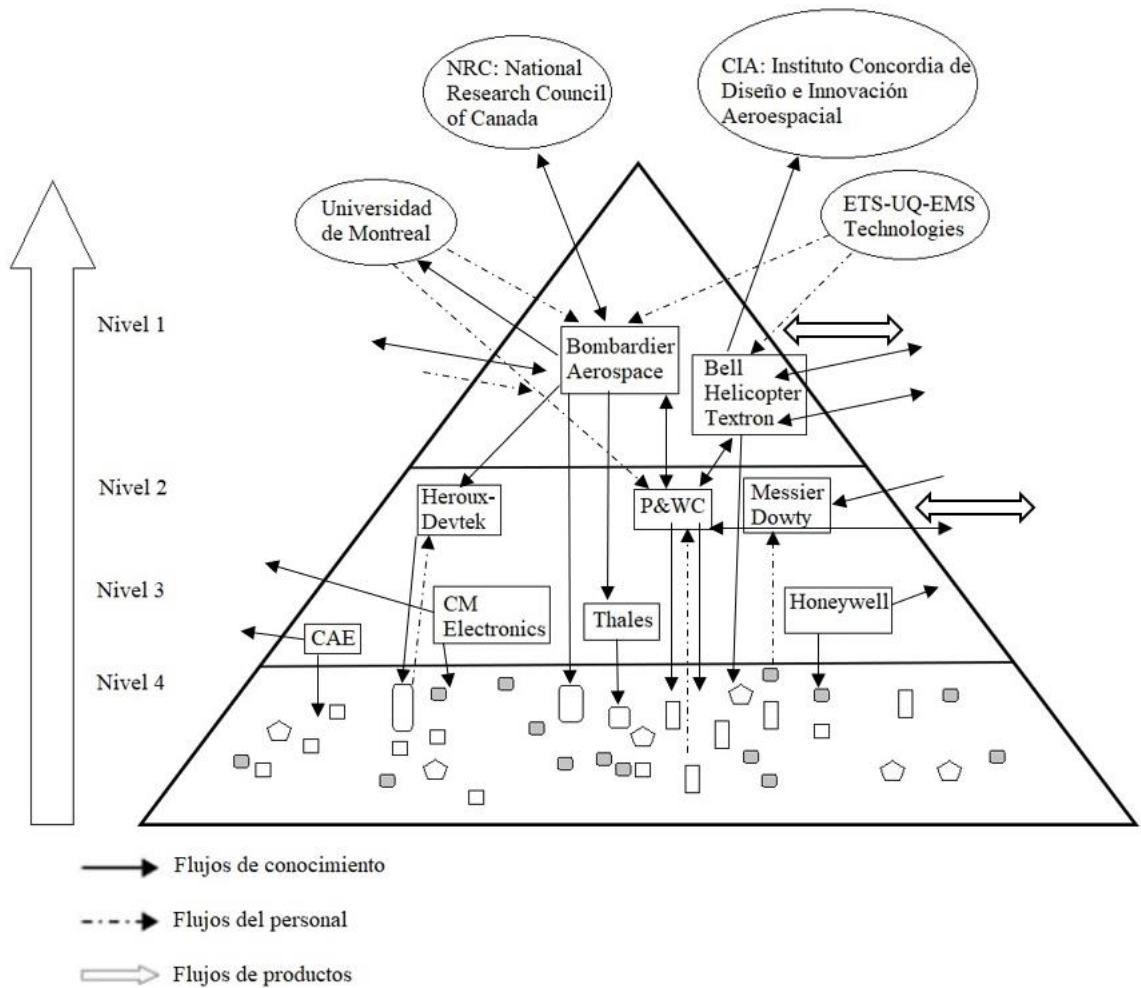 NRC: National
Research Council
of Canada
CIA: Instituto Concordia de
Diseño e Innovación
Aeroespacial
Universidad
de Montreal
ETS-UQ-EMS
Technologies
Nivel 1
Bombardier
Aerospace
Bell
Helicopter
Textron
Nivel 2
Heroux-
Devtek
P&WC
Messier
Dowty
Nivel 3
CM
Electronics
Thales
Honeywell
CAE
Nivel 4
Flujos de conocimiento
Flujos del personal
Flujos de productos